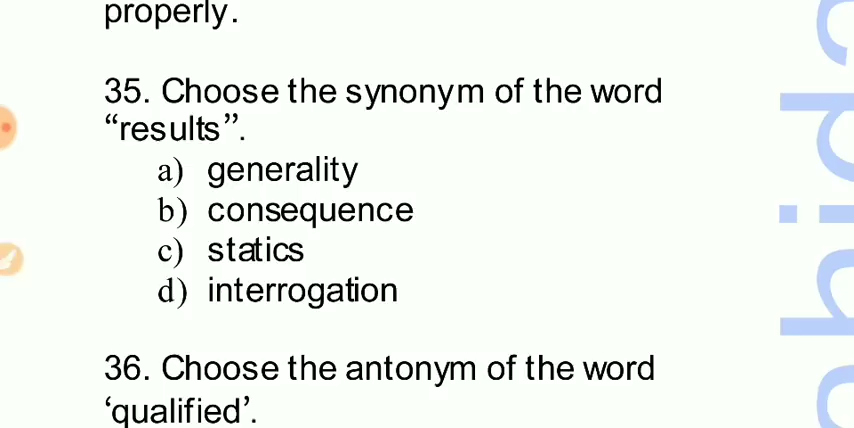 properly.
35. Choose the synonym of the word
“results”.
a) generality
b) consequence
c) statics
d) interrogation
36. Choose the antonym of the word
‘qualified’.